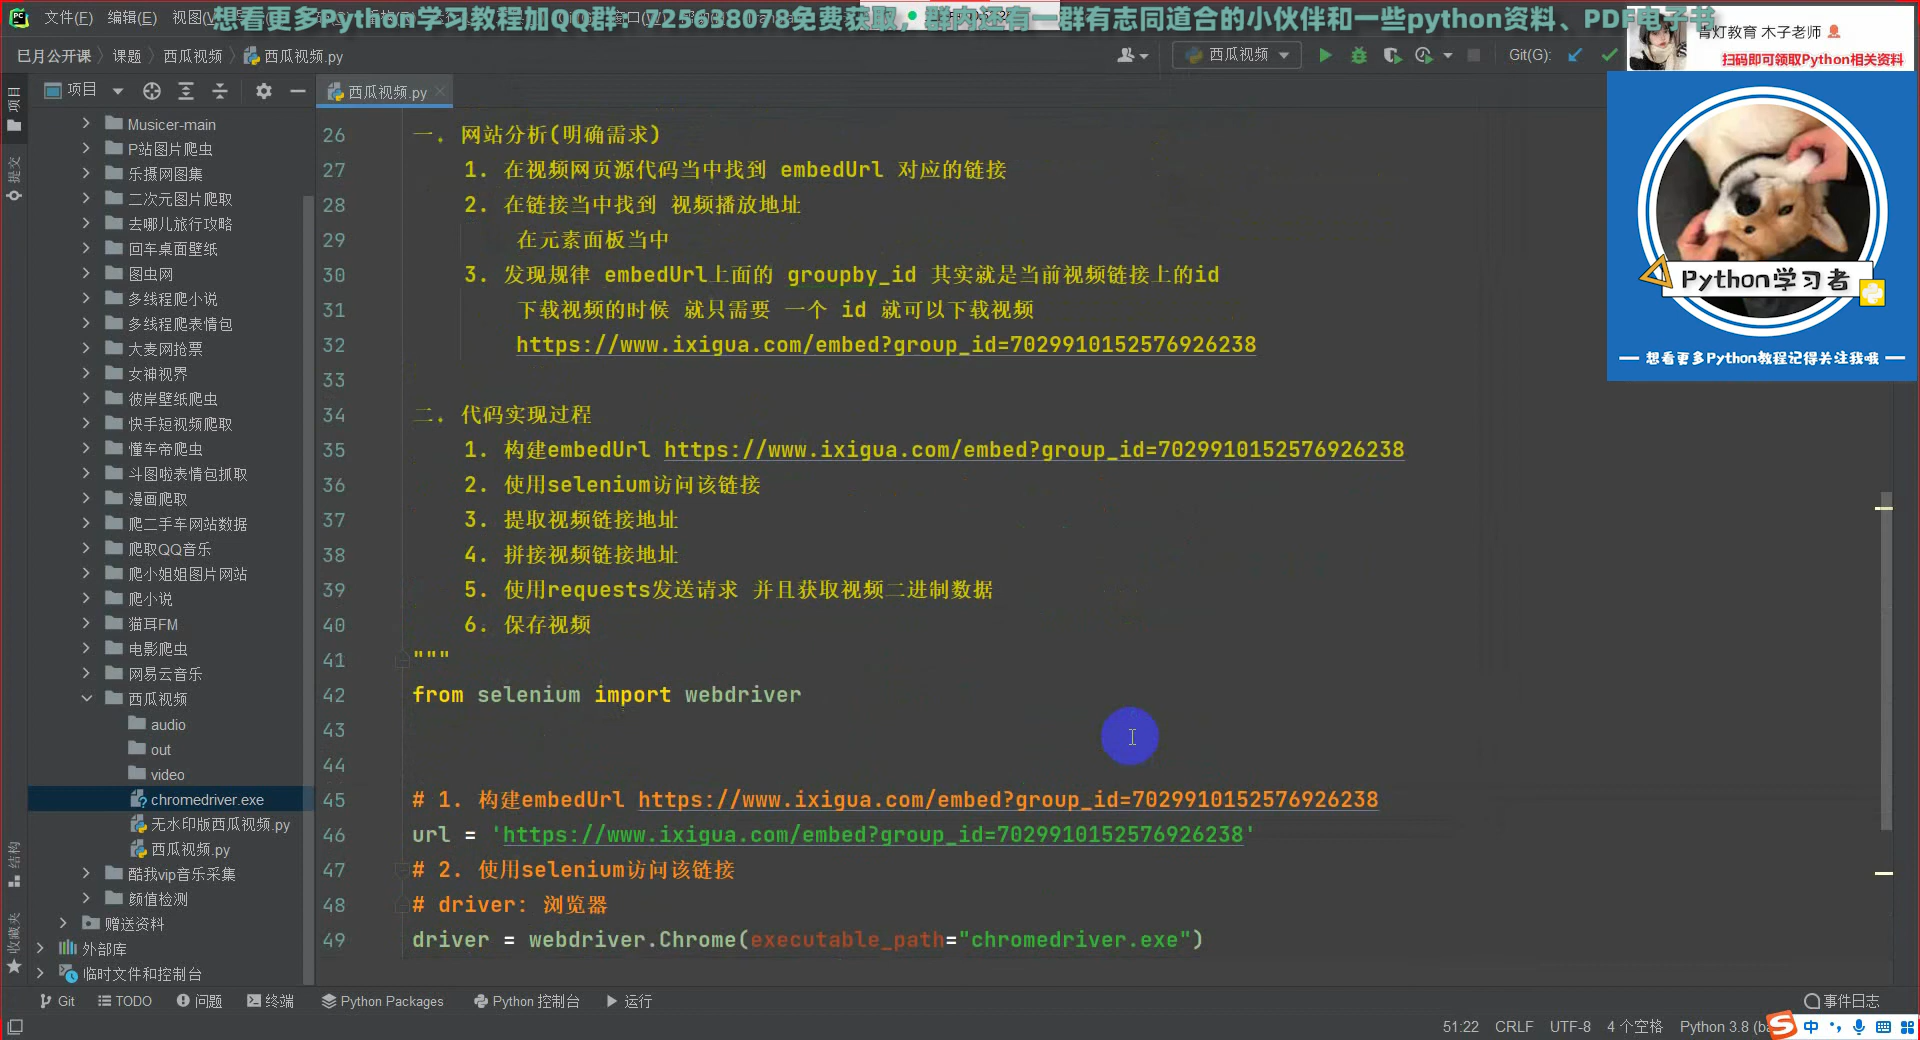 想看更多Python学习教程加QQ群：725638078免费获取，群内还有一群有志同道合的小伙伴和一些python资料、PDF电子书
文件(F) 编辑(E) 视图(V)
青灯教育 木子老师
扫码即可领取Python相关资料
巳月公开课 课题 西瓜视频 西瓜视频.py
西瓜视频 Git(G):
项目
西瓜视频.py
Musicer-main
P站图片爬虫
乐摄网图集
二次元图片爬取
去哪儿旅行攻略
回车桌面壁纸
图虫网
多线程爬小说
多线程爬表情包
大麦网抢票
女神视界
彼岸壁纸爬虫
快手短视频爬取
懂车帝爬虫
斗图啦表情包抓取
漫画爬取
爬二手车网站数据
爬取QQ音乐
爬小姐姐图片网站
爬小说
猫耳FM
电影爬虫
网易云音乐
西瓜视频
audio
out
video
chromedriver.exe
无水印版西瓜视频.py
西瓜视频.py
酷我vip音乐采集
颜值检测
赠送资料
外部库
临时文件和控制台
项目
提交
结构
收藏夹
26 一. 网站分析(明确需求)
27 1. 在视频网页源代码当中找到 embedUrl 对应的链接
28 2. 在链接当中找到 视频播放地址
29 在元素面板当中
30 3. 发现规律 embedUrl上面的 groupby_id 其实就是当前视频链接上的id
31 下载视频的时候 就只需要 一个 id 就可以下载视频
32 https://www.ixigua.com/embed?group_id=7029910152576926238
33
34 二. 代码实现过程
35 1. 构建embedUrl https://www.ixigua.com/embed?group_id=7029910152576926238
36 2. 使用selenium访问该链接
37 3. 提取视频链接地址
38 4. 拼接视频链接地址
39 5. 使用requests发送请求 并且获取视频二进制数据
40 6. 保存视频
41 """
42 from selenium import webdriver
43
44
45 # 1. 构建embedUrl https://www.ixigua.com/embed?group_id=7029910152576926238
46 url = 'https://www.ixigua.com/embed?group_id=7029910152576926238'
47 # 2. 使用selenium访问该链接
48 # driver: 浏览器
49 driver = webdriver.Chrome(executable_path="chromedriver.exe")
Python学习者
想看更多Python教程记得关注我哦
Git TODO 问题 终端 Python Packages Python 控制台 运行 事件日志
51:22 CRLF UTF-8 4 个空格 Python 3.8 (ba
中